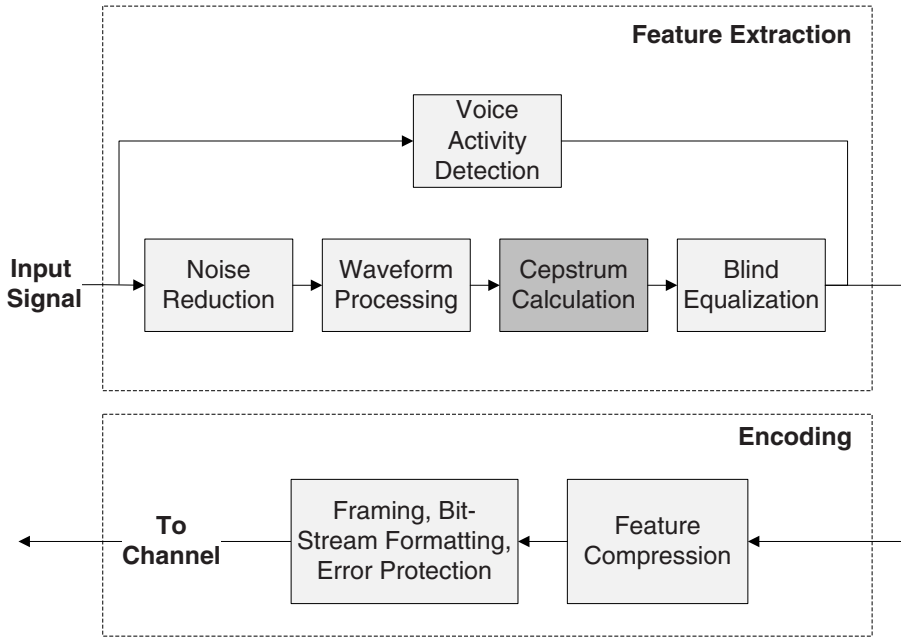 Feature Extraction
Voice
Activity
Detection
Input
Signal
Noise
Reduction
Waveform
Processing
Cepstrum
Calculation
Blind
Equalization
Encoding
To
Channel
Framing, Bit-
Stream Formatting,
Error Protection
Feature
Compression